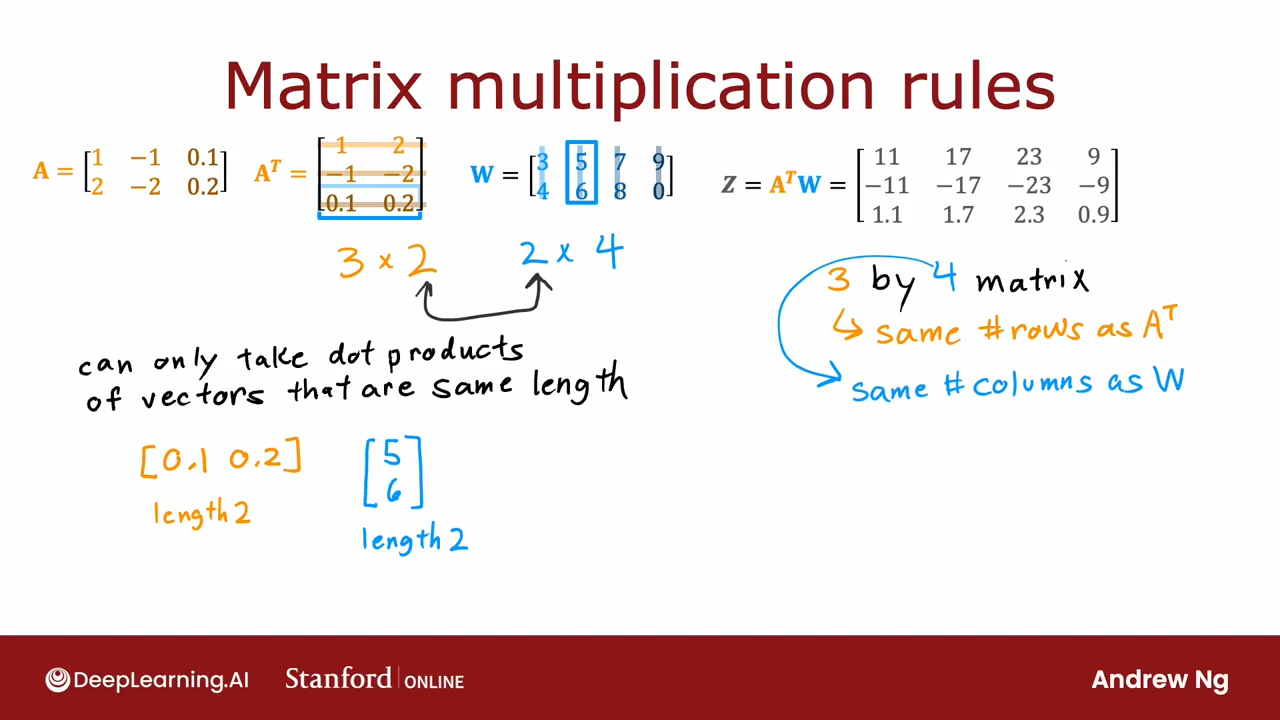 Matrix multiplication rules
A = [1 −1 0.1
2 −2 0.2]
Aᵀ = [1 2
−1 −2
0.1 0.2]
W = [3 5 7 9
4 6 8 0]
Z = AᵀW = [11 17 23 9
−11 −17 −23 −9
1.1 1.7 2.3 0.9]
3 × 2
2 × 4
3 by 4 matrix
same #rows as Aᵀ
same #columns as W
can only take dot products
of vectors that are same length
[0.1 0.2]
length 2
[5
6]
length 2
DeepLearning.AI
Stanford | ONLINE
Andrew Ng